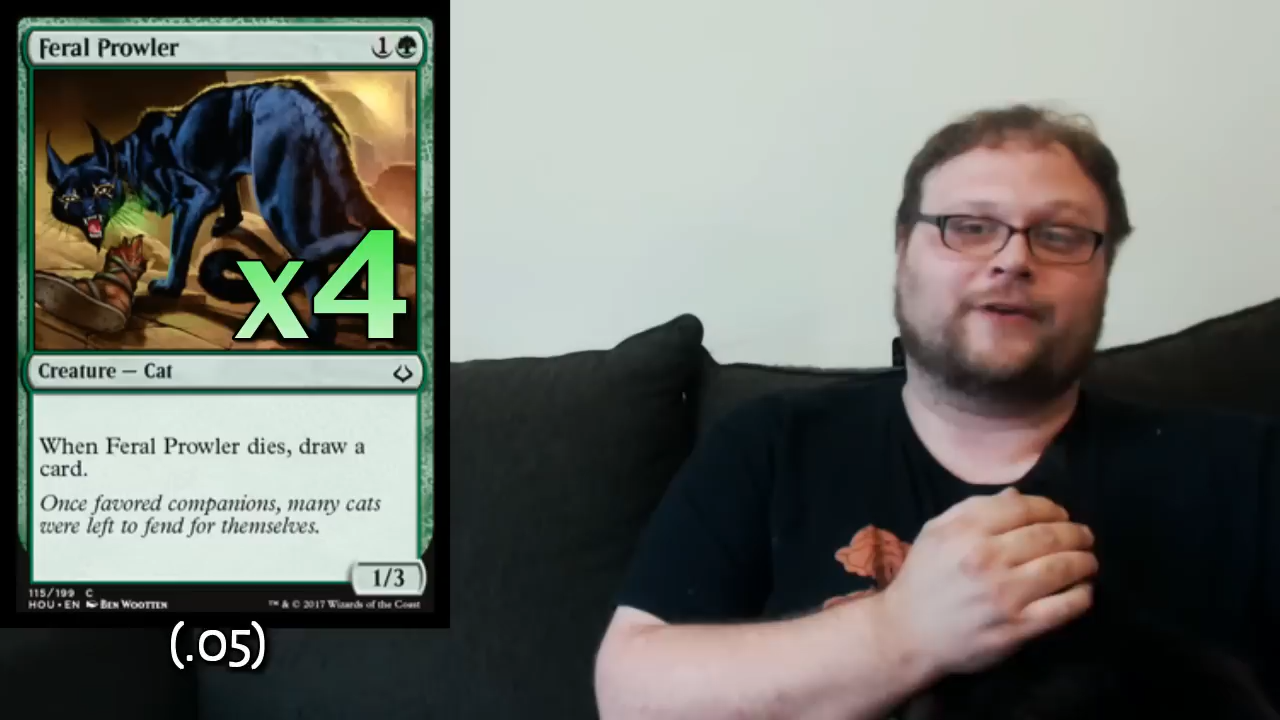 Feral Prowler 1
x4
Creature — Cat
When Feral Prowler dies, draw a
card.
Once favored companions, many cats
were left to fend for themselves.
1/3
115/199 C
HOU • EN Ben Wootten ™ & © 2017 Wizards of the Coast
(.05)